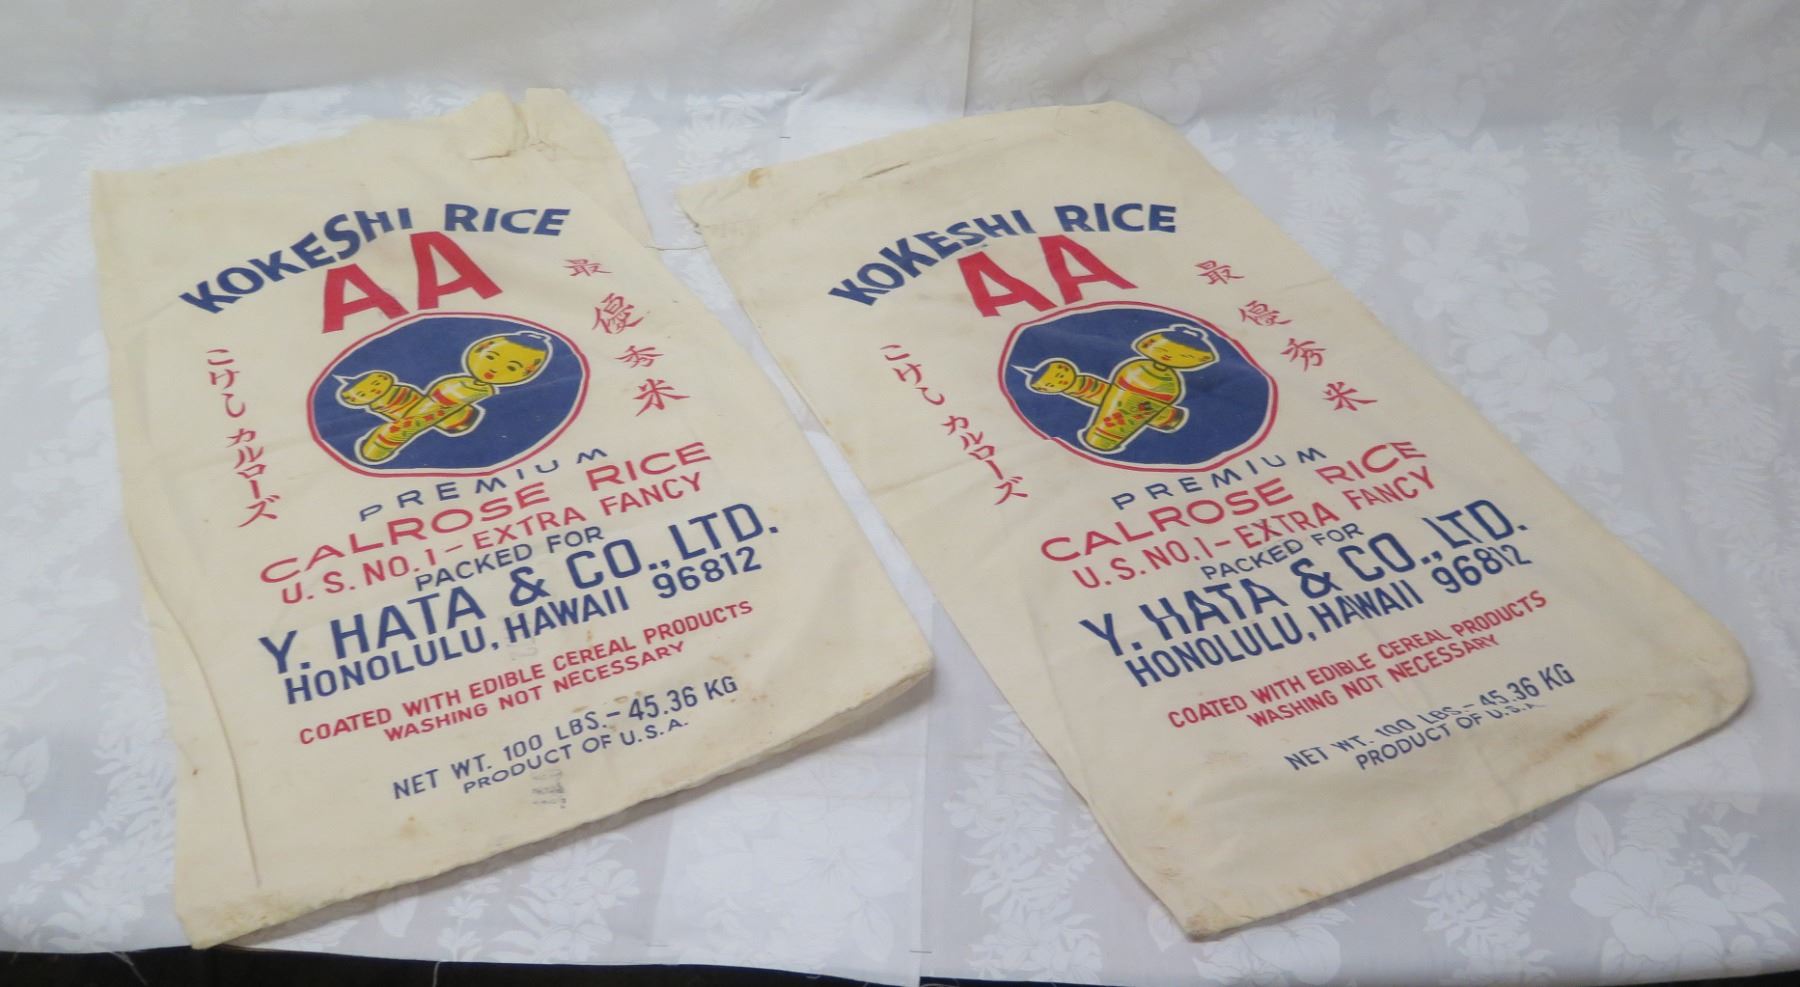 KOKESHI RICE
AA
最優秀米
こけしカルローズ
PREMIUM
CALROSE RICE
U.S. NO. 1 - EXTRA FANCY
PACKED FOR
Y. HATA & CO., LTD.
HONOLULU, HAWAII 96812
COATED WITH EDIBLE CEREAL PRODUCTS
WASHING NOT NECESSARY
NET WT. 100 LBS. - 45.36 KG
PRODUCT OF U.S.A.
KOKESHI RICE
AA
最優秀米
こけしカルローズ
PREMIUM
CALROSE RICE
U.S. NO. 1 - EXTRA FANCY
PACKED FOR
Y. HATA & CO., LTD.
HONOLULU, HAWAII 96812
COATED WITH EDIBLE CEREAL PRODUCTS
WASHING NOT NECESSARY
NET WT. 100 LBS. - 45.36 KG
PRODUCT OF U.S.A.